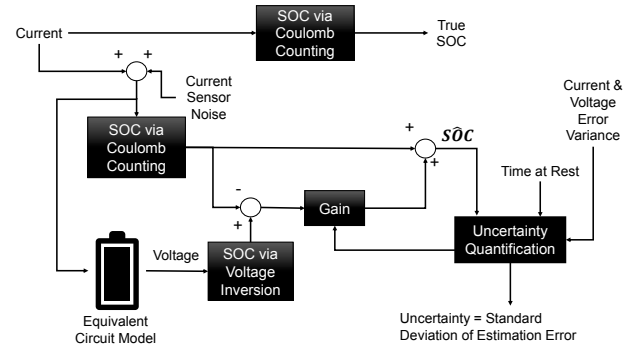 Current
SOC via
Coulomb
Counting
True
SOC
+
+
Current
Sensor
Noise
SOC via
Coulomb
Counting
+
SÔC
+
Current &
Voltage
Error
Variance
Time at Rest
-
+
Gain
Uncertainty
Quantification
Voltage
SOC via
Voltage
Inversion
Equivalent
Circuit Model
Uncertainty = Standard
Deviation of Estimation Error